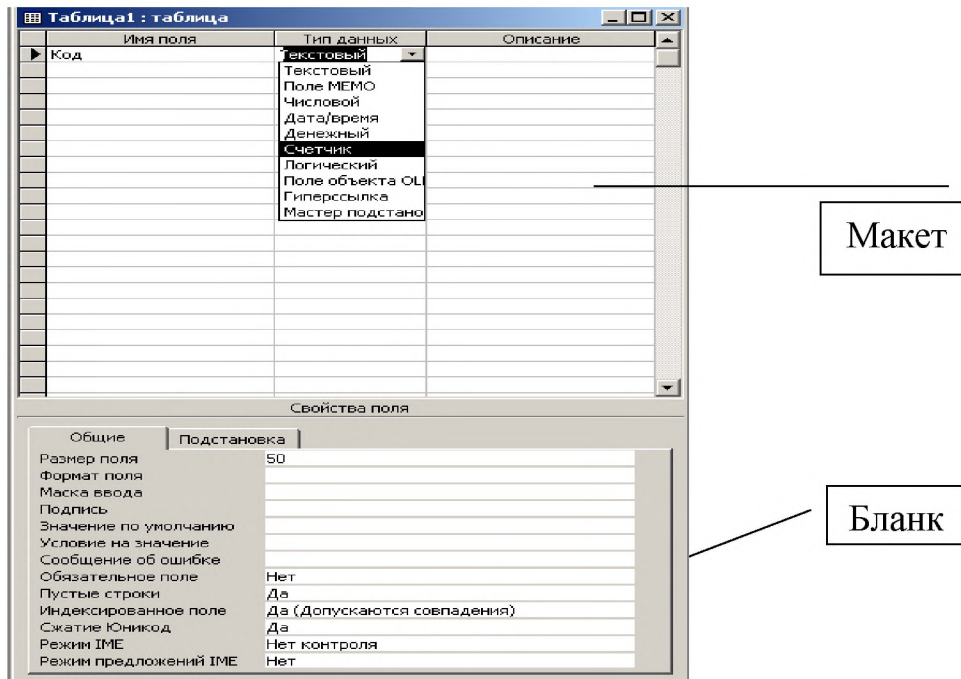 Таблица1 : таблица
Имя поля Тип данных Описание
Код Текстовый
Текстовый
Поле MEMO
Числовой
Дата/время
Денежный
Счетчик
Логический
Поле объекта OLE
Гиперссылка
Мастер подстано
Макет
Свойства поля
Общие Подстановка
Размер поля 50
Формат поля
Маска ввода
Подпись
Значение по умолчанию
Условие на значение
Сообщение об ошибке
Обязательное поле Нет
Пустые строки Да
Индексированное поле Да (Допускаются совпадения)
Сжатие Юникод Да
Режим IME Нет контроля
Режим предложений IME Нет
Бланк